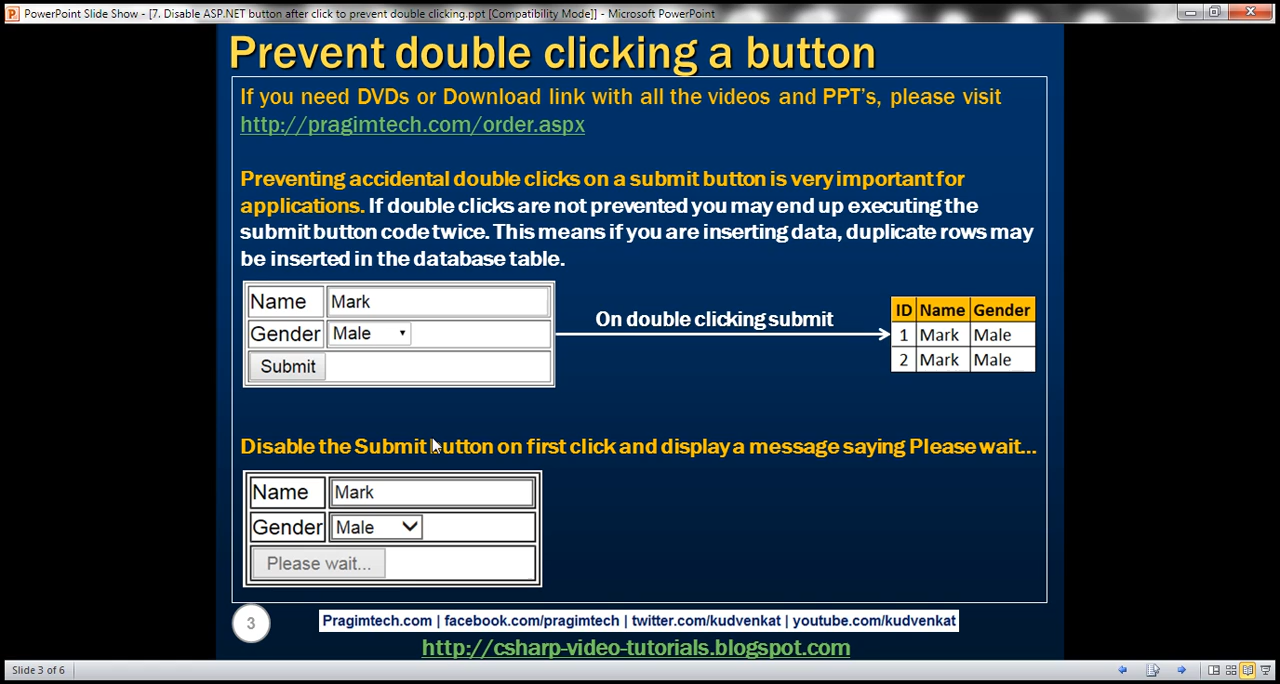 PowerPoint Slide Show - [7. Disable ASP.NET button after click to prevent double clicking.ppt [Compatibility Mode]] - Microsoft PowerPoint
Prevent double clicking a button
If you need DVDs or Download link with all the videos and PPT's, please visit
http://pragimtech.com/order.aspx
Preventing accidental double clicks on a submit button is very important for
applications. If double clicks are not prevented you may end up executing the
submit button code twice. This means if you are inserting data, duplicate rows may
be inserted in the database table.
Name Mark
Gender Male
Submit
On double clicking submit
ID Name Gender
1 Mark Male
2 Mark Male
Disable the Submit button on first click and display a message saying Please wait...
Name Mark
Gender Male
Please wait...
3
Pragimtech.com | facebook.com/pragimtech | twitter.com/kudvenkat | youtube.com/kudvenkat
http://csharp-video-tutorials.blogspot.com
Slide 3 of 6